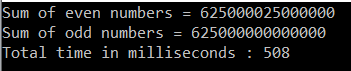 Sum of even numbers = 625000025000000
Sum of odd numbers = 625000000000000
Total time in milliseconds : 508